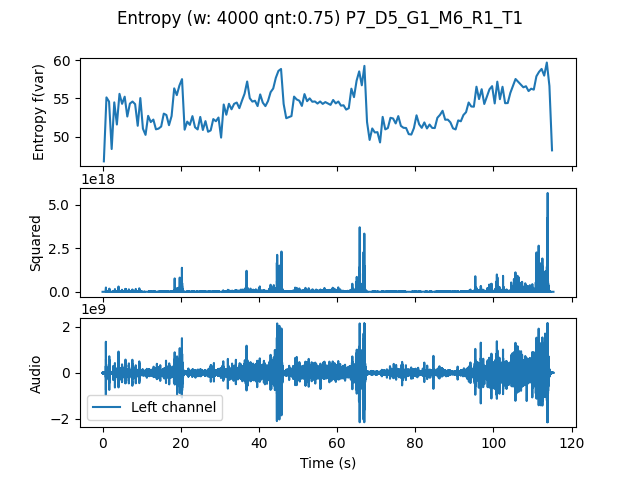 Entropy (w: 4000 qnt:0.75) P7_D5_G1_M6_R1_T1
Entropy f(var)
60
55
50
1e18
Squared
5.0
2.5
0.0
1e9
Audio
2
0
−2
Left channel
0 20 40 60 80 100 120
Time (s)